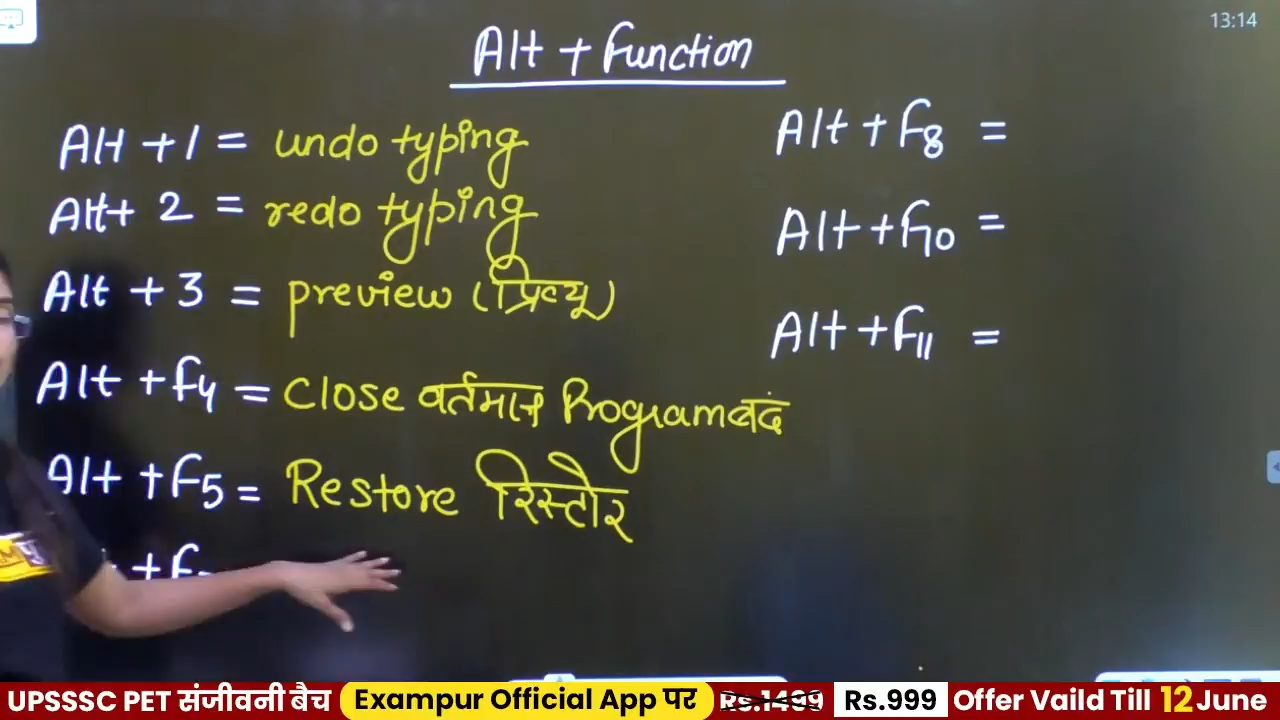 13:14
Alt + Function
Alt + 1 = undo typing
Alt + 2 = redo typing
Alt + 3 = preview (प्रिव्यू)
Alt + F4 = Close वर्तमान Program बंद
Alt + F5 = Restore रिस्टोर
+ F
Alt + F8 =
Alt + F10 =
Alt + F11 =
UPSSSC PET संजीवनी बैच Exampur Official App पर Rs.1499 Rs.999 Offer Vaild Till 12 June